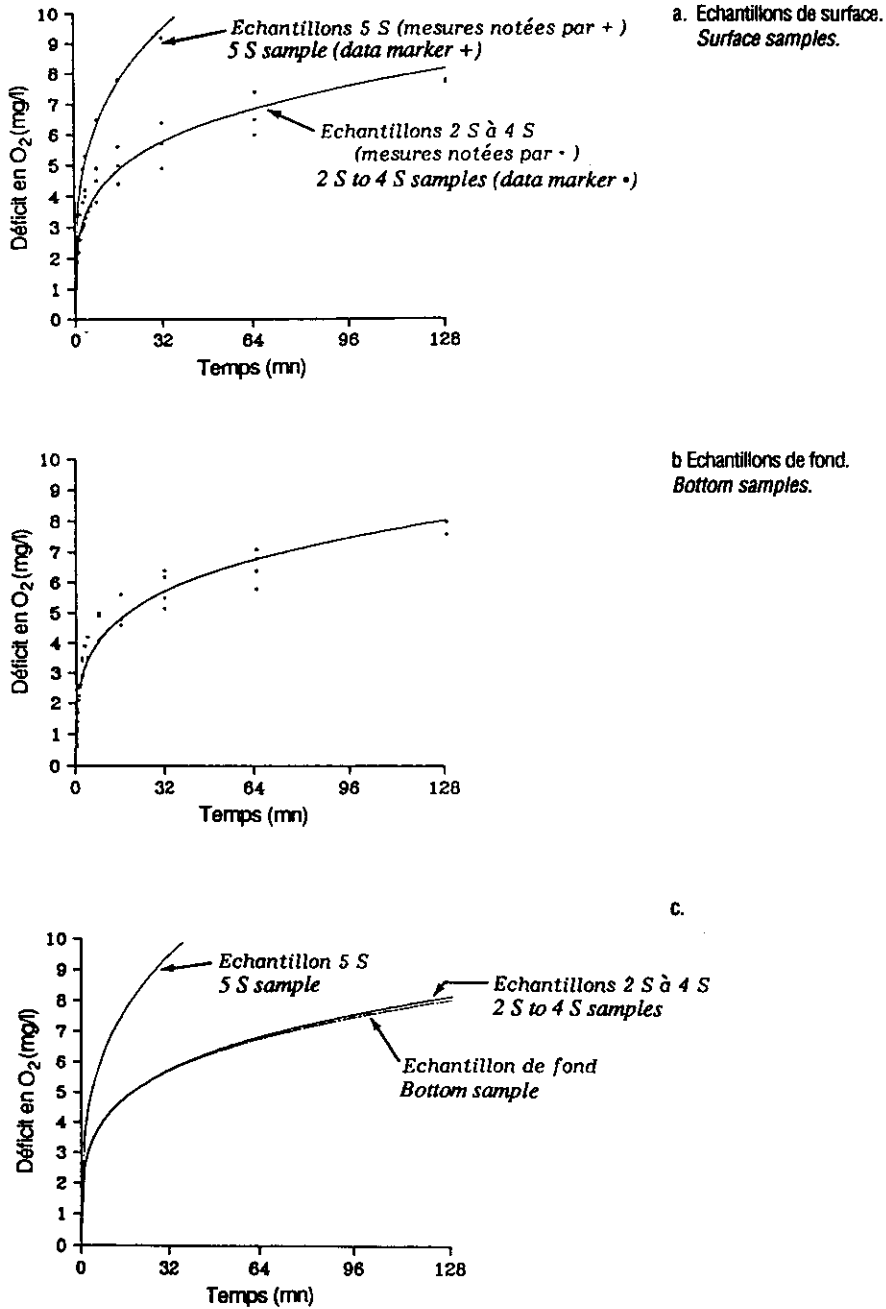 a. Echantillons de surface.
Surface samples.
Déficit en O2 (mg/l)
10
9
8
7
6
5
4
3
2
1
0
Echantillons 5 S (mesures notées par + )
5 S sample (data marker +)
Echantillons 2 S à 4 S
(mesures notées par · )
2 S to 4 S samples (data marker •)
0 32 64 96 128
Temps (mn)
b Echantillons de fond.
Bottom samples.
Déficit en O2 (mg/l)
10
9
8
7
6
5
4
3
2
1
0
0 32 64 96 128
Temps (mn)
c.
Déficit en O2 (mg/l)
10
9
8
7
6
5
4
3
2
1
0
Echantillon 5 S
5 S sample
Echantillons 2 S à 4 S
2 S to 4 S samples
Echantillon de fond
Bottom sample
0 32 64 96 128
Temps (mn)